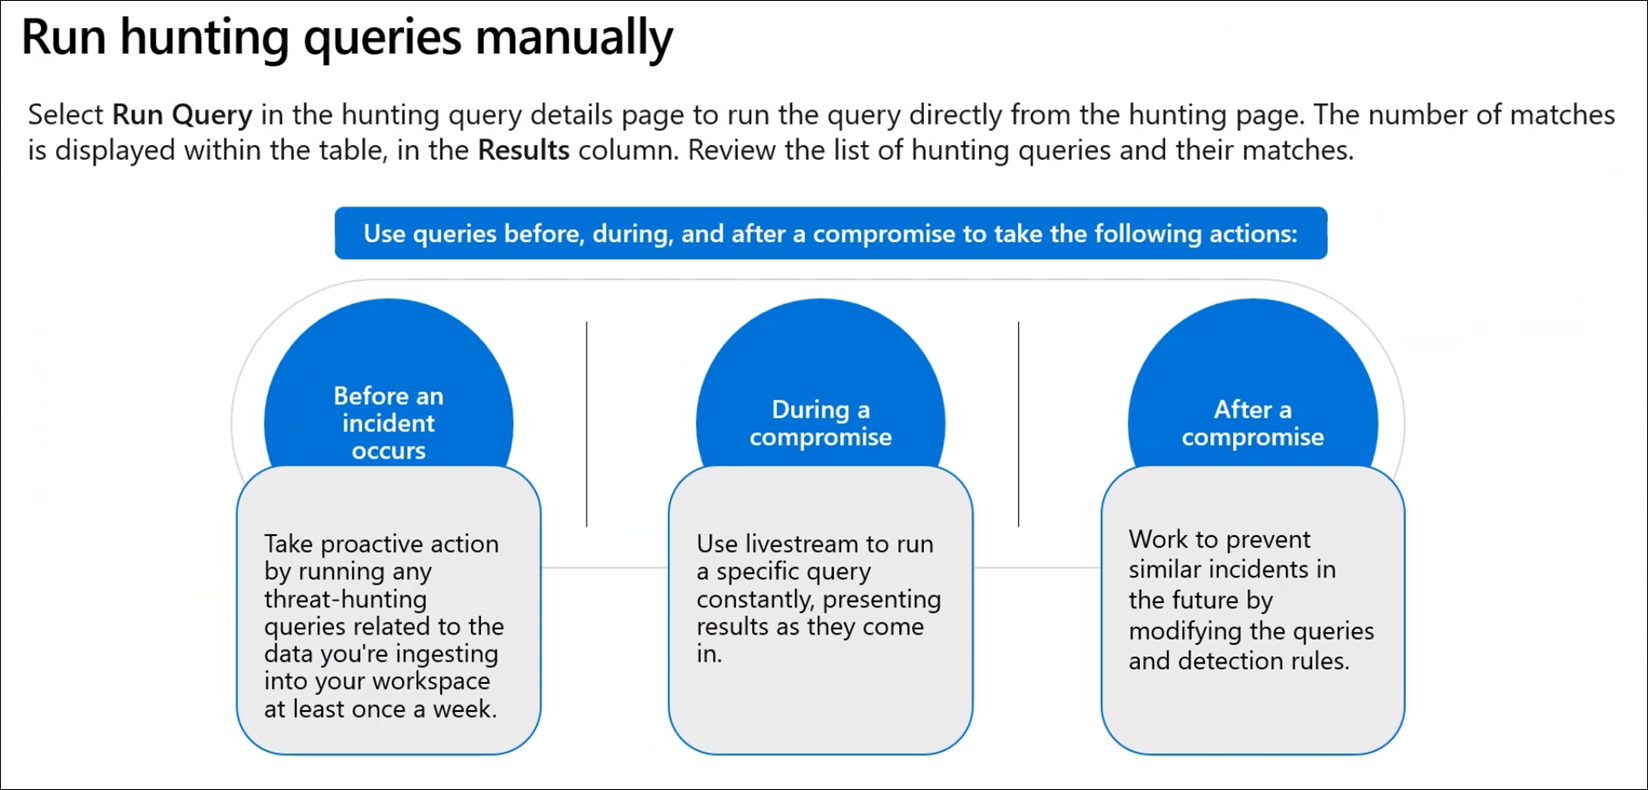 Run hunting queries manually
Select Run Query in the hunting query details page to run the query directly from the hunting page. The number of matches
is displayed within the table, in the Results column. Review the list of hunting queries and their matches.
Use queries before, during, and after a compromise to take the following actions:
Before an
incident
occurs
Take proactive action
by running any
threat-hunting
queries related to the
data you're ingesting
into your workspace
at least once a week.
During a
compromise
Use livestream to run
a specific query
constantly, presenting
results as they come
in.
After a
compromise
Work to prevent
similar incidents in
the future by
modifying the queries
and detection rules.